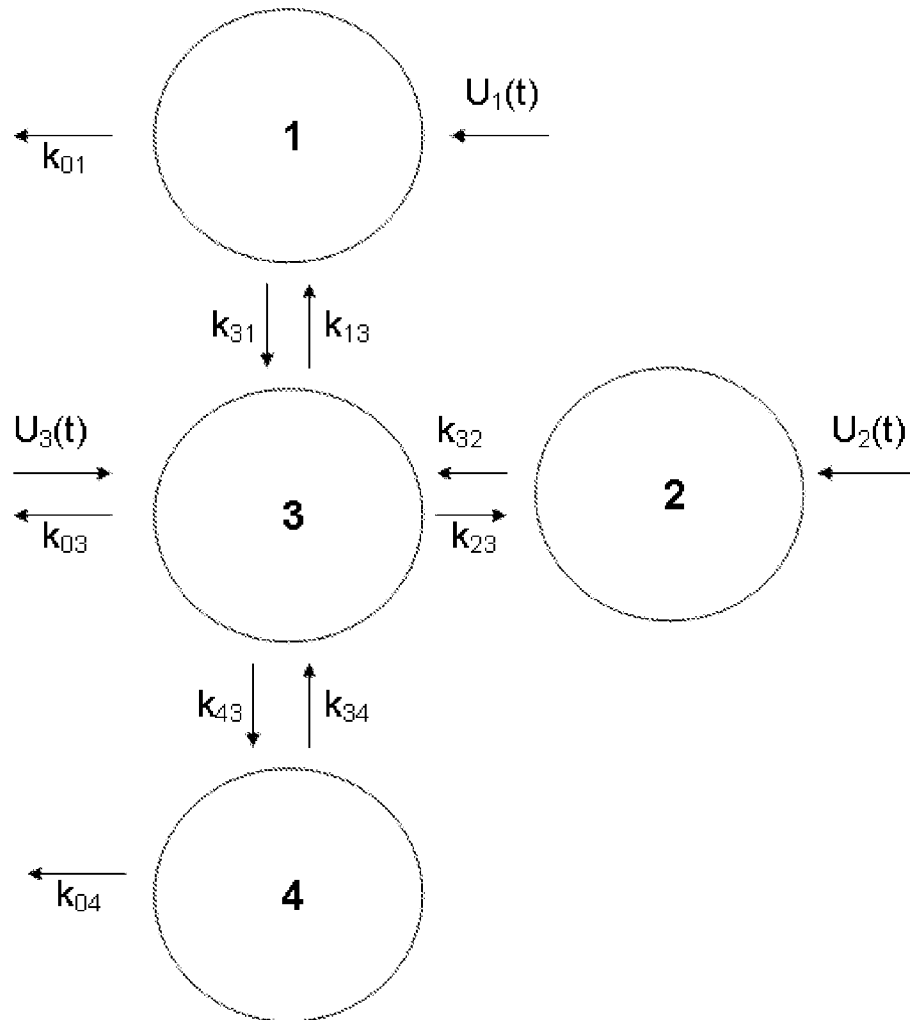 U₁(t)
1
k₀₁
k₃₁
k₁₃
U₃(t)
k₃₂
U₂(t)
3
2
k₀₃
k₂₃
k₄₃
k₃₄
4
k₀₄